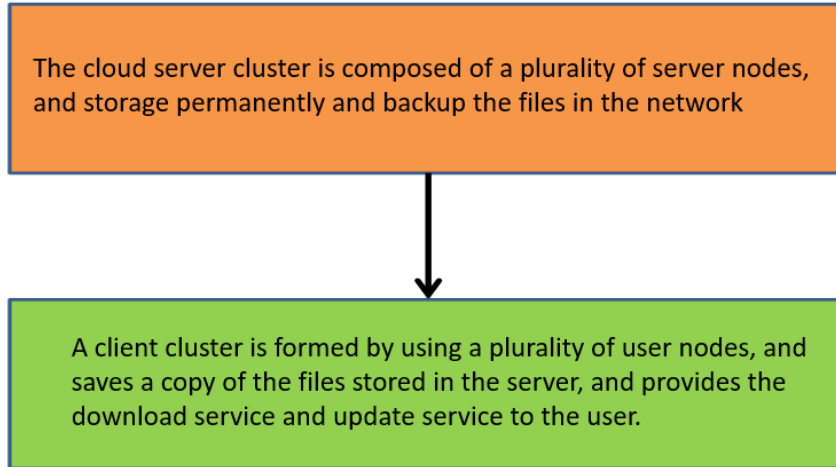 The cloud server cluster is composed of a plurality of server nodes,
and storage permanently and backup the files in the network
A client cluster is formed by using a plurality of user nodes, and
saves a copy of the files stored in the server, and provides the
download service and update service to the user.